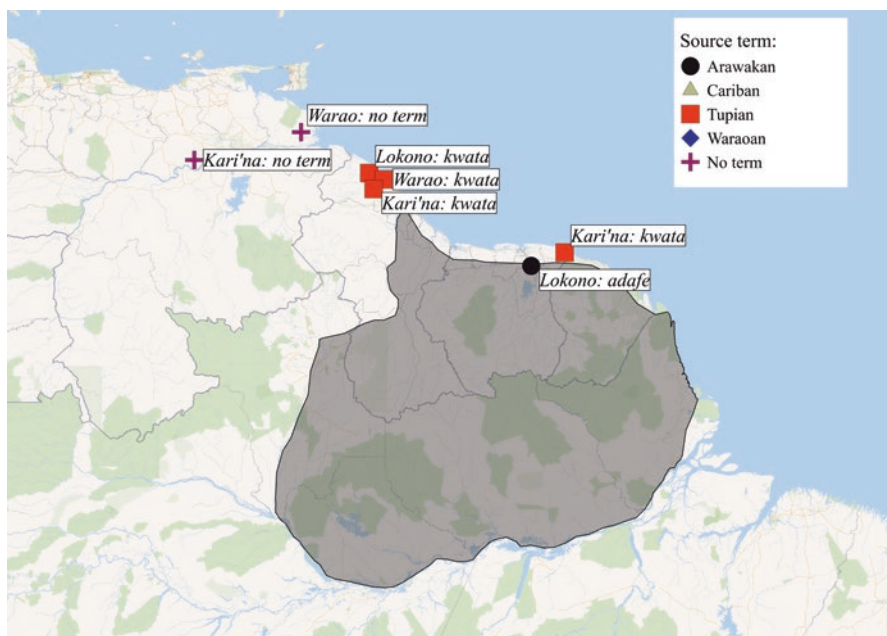 Source term:
Arawakan
Cariban
Tupian
Waraoan
No term
Warao: no term
Kari'na: no term
Lokono: kwata
Warao: kwata
Kari'na: kwata
Kari'na: kwata
Lokono: adafe